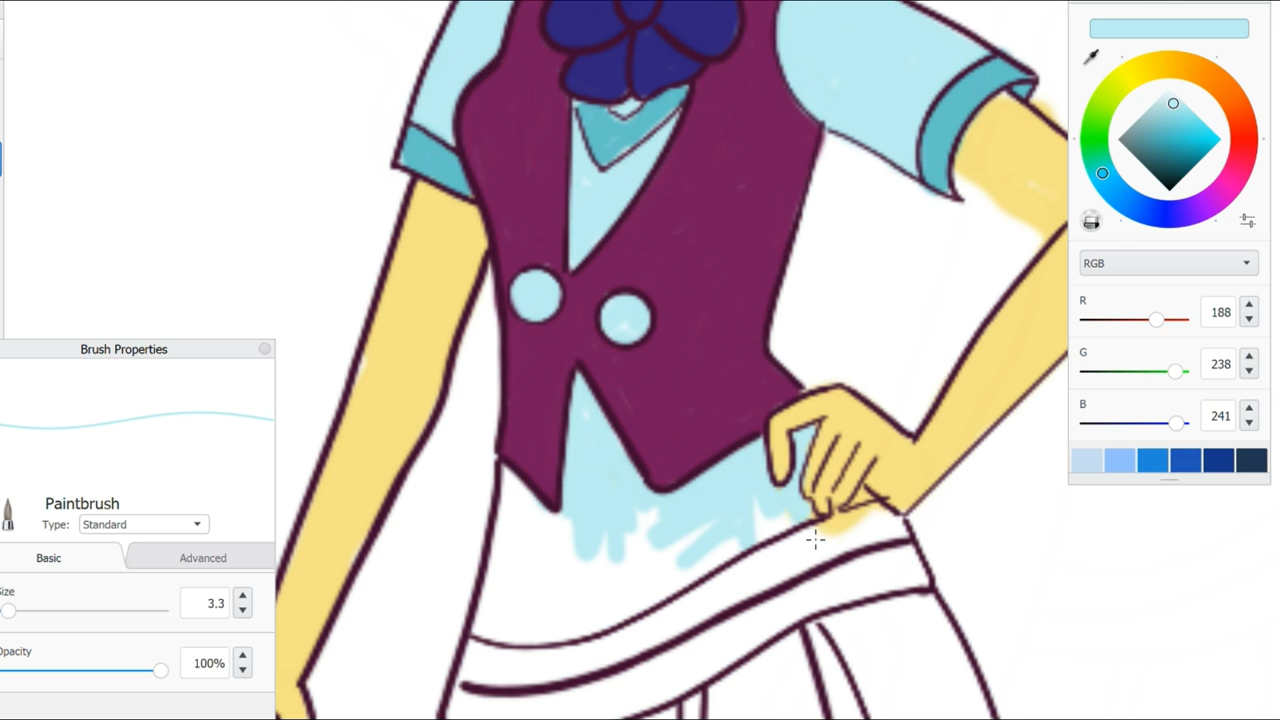 Brush Properties
Paintbrush
Type: Standard
Basic
Advanced
Size
3.3
Opacity
100%
RGB
R
188
G
238
B
241